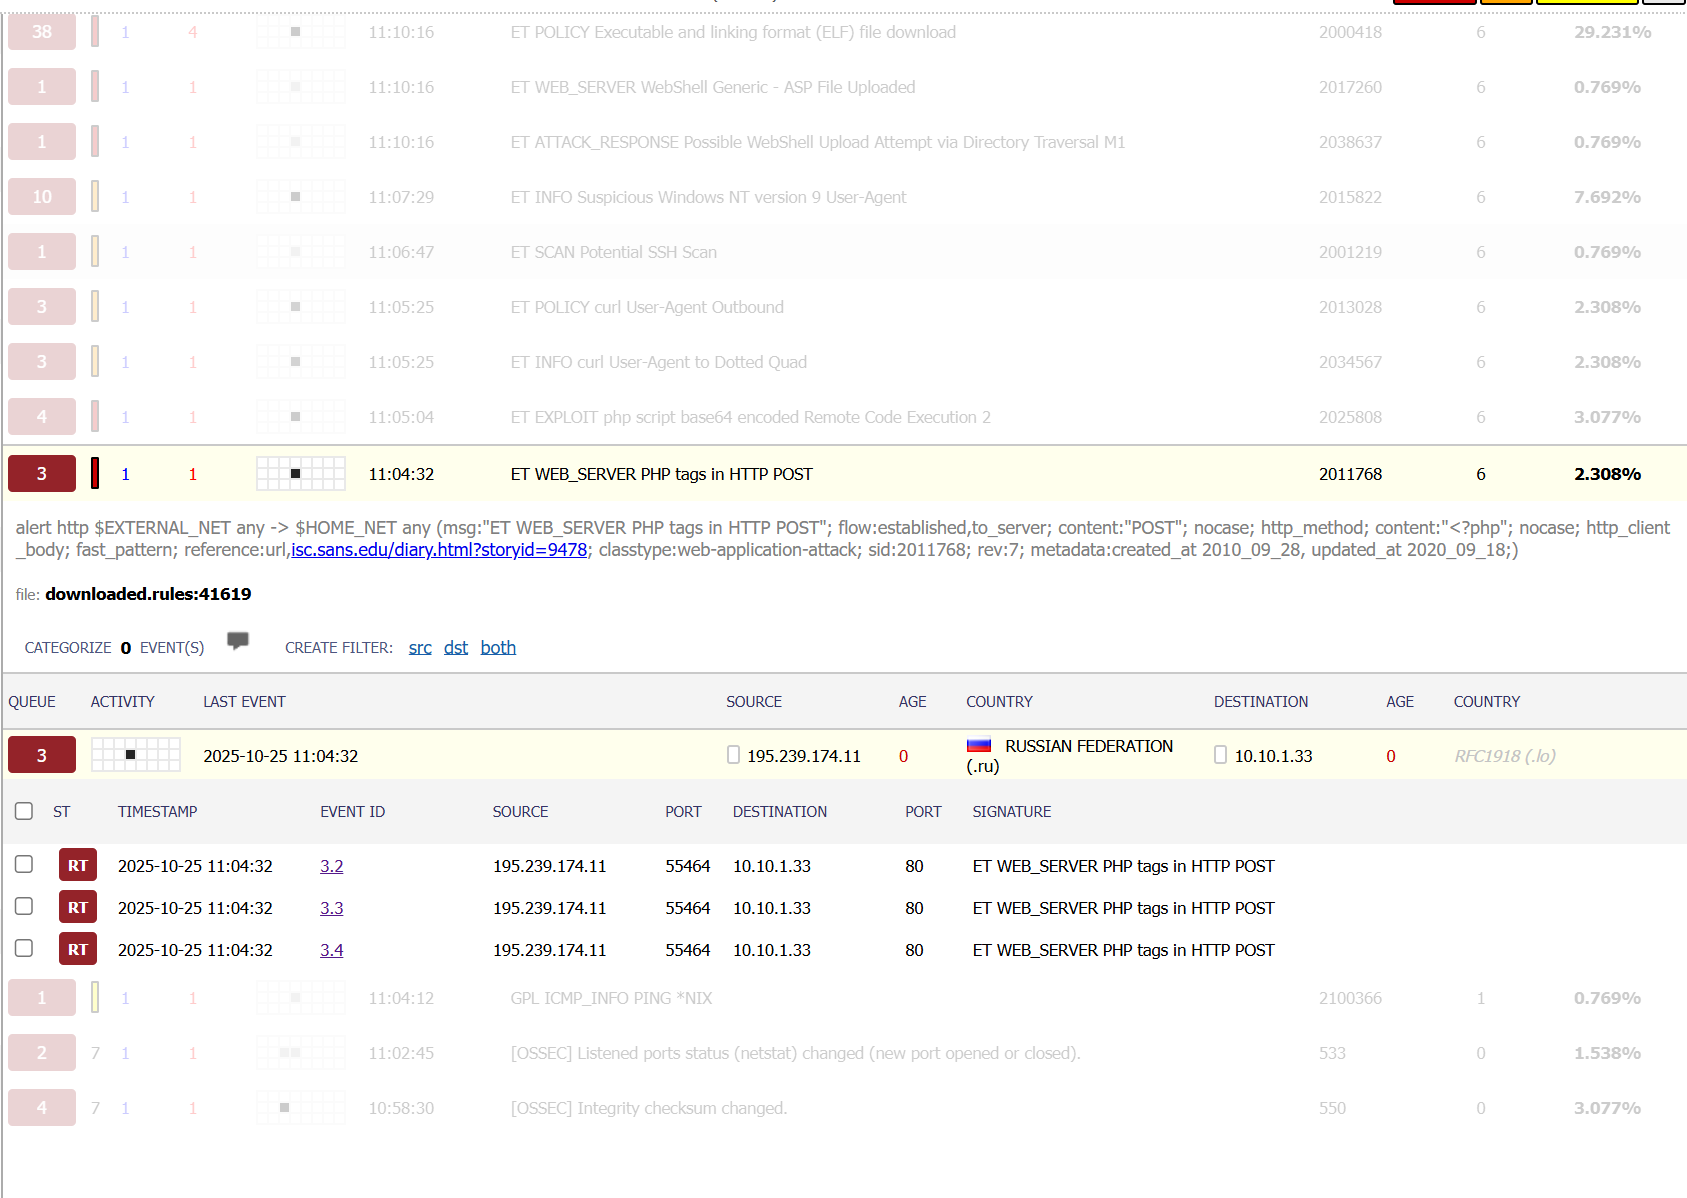 38 1 4 11:10:16 ET POLICY Executable and linking format (ELF) file download 2000418 6 29.231%
1 1 1 11:10:16 ET WEB_SERVER WebShell Generic - ASP File Uploaded 2017260 6 0.769%
1 1 1 11:10:16 ET ATTACK_RESPONSE Possible WebShell Upload Attempt via Directory Traversal M1 2038637 6 0.769%
10 1 1 11:07:29 ET INFO Suspicious Windows NT version 9 User-Agent 2015822 6 7.692%
1 1 1 11:06:47 ET SCAN Potential SSH Scan 2001219 6 0.769%
3 1 1 11:05:25 ET POLICY curl User-Agent Outbound 2013028 6 2.308%
3 1 1 11:05:25 ET INFO curl User-Agent to Dotted Quad 2034567 6 2.308%
4 1 1 11:05:04 ET EXPLOIT php script base64 encoded Remote Code Execution 2 2025808 6 3.077%
3 1 1 11:04:32 ET WEB_SERVER PHP tags in HTTP POST 2011768 6 2.308%
alert http $EXTERNAL_NET any -> $HOME_NET any (msg:"ET WEB_SERVER PHP tags in HTTP POST"; flow:established,to_server; content:"POST"; nocase; http_method; content:"<?php"; nocase; http_client
_body; fast_pattern; reference:url,isc.sans.edu/diary.html?storyid=9478; classtype:web-application-attack; sid:2011768; rev:7; metadata:created_at 2010_09_28, updated_at 2020_09_18;)
file: downloaded.rules:41619
CATEGORIZE 0 EVENT(S) CREATE FILTER: src dst both
QUEUE ACTIVITY LAST EVENT SOURCE AGE COUNTRY DESTINATION AGE COUNTRY
3 2025-10-25 11:04:32 195.239.174.11 0 RUSSIAN FEDERATION 10.10.1.33 0 RFC1918 (.lo)
(.ru)
ST TIMESTAMP EVENT ID SOURCE PORT DESTINATION PORT SIGNATURE
RT 2025-10-25 11:04:32 3.2 195.239.174.11 55464 10.10.1.33 80 ET WEB_SERVER PHP tags in HTTP POST
RT 2025-10-25 11:04:32 3.3 195.239.174.11 55464 10.10.1.33 80 ET WEB_SERVER PHP tags in HTTP POST
RT 2025-10-25 11:04:32 3.4 195.239.174.11 55464 10.10.1.33 80 ET WEB_SERVER PHP tags in HTTP POST
1 1 1 11:04:12 GPL ICMP_INFO PING *NIX 2100366 1 0.769%
2 7 1 1 11:02:45 [OSSEC] Listened ports status (netstat) changed (new port opened or closed). 533 0 1.538%
4 7 1 1 10:58:30 [OSSEC] Integrity checksum changed. 550 0 3.077%